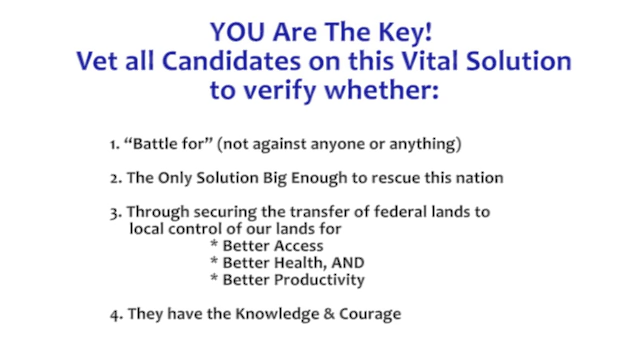 YOU Are The Key!
Vet all Candidates on this Vital Solution
to verify whether:
1. “Battle for” (not against anyone or anything)
2. The Only Solution Big Enough to rescue this nation
3. Through securing the transfer of federal lands to
local control of our lands for
* Better Access
* Better Health, AND
* Better Productivity
4. They have the Knowledge & Courage